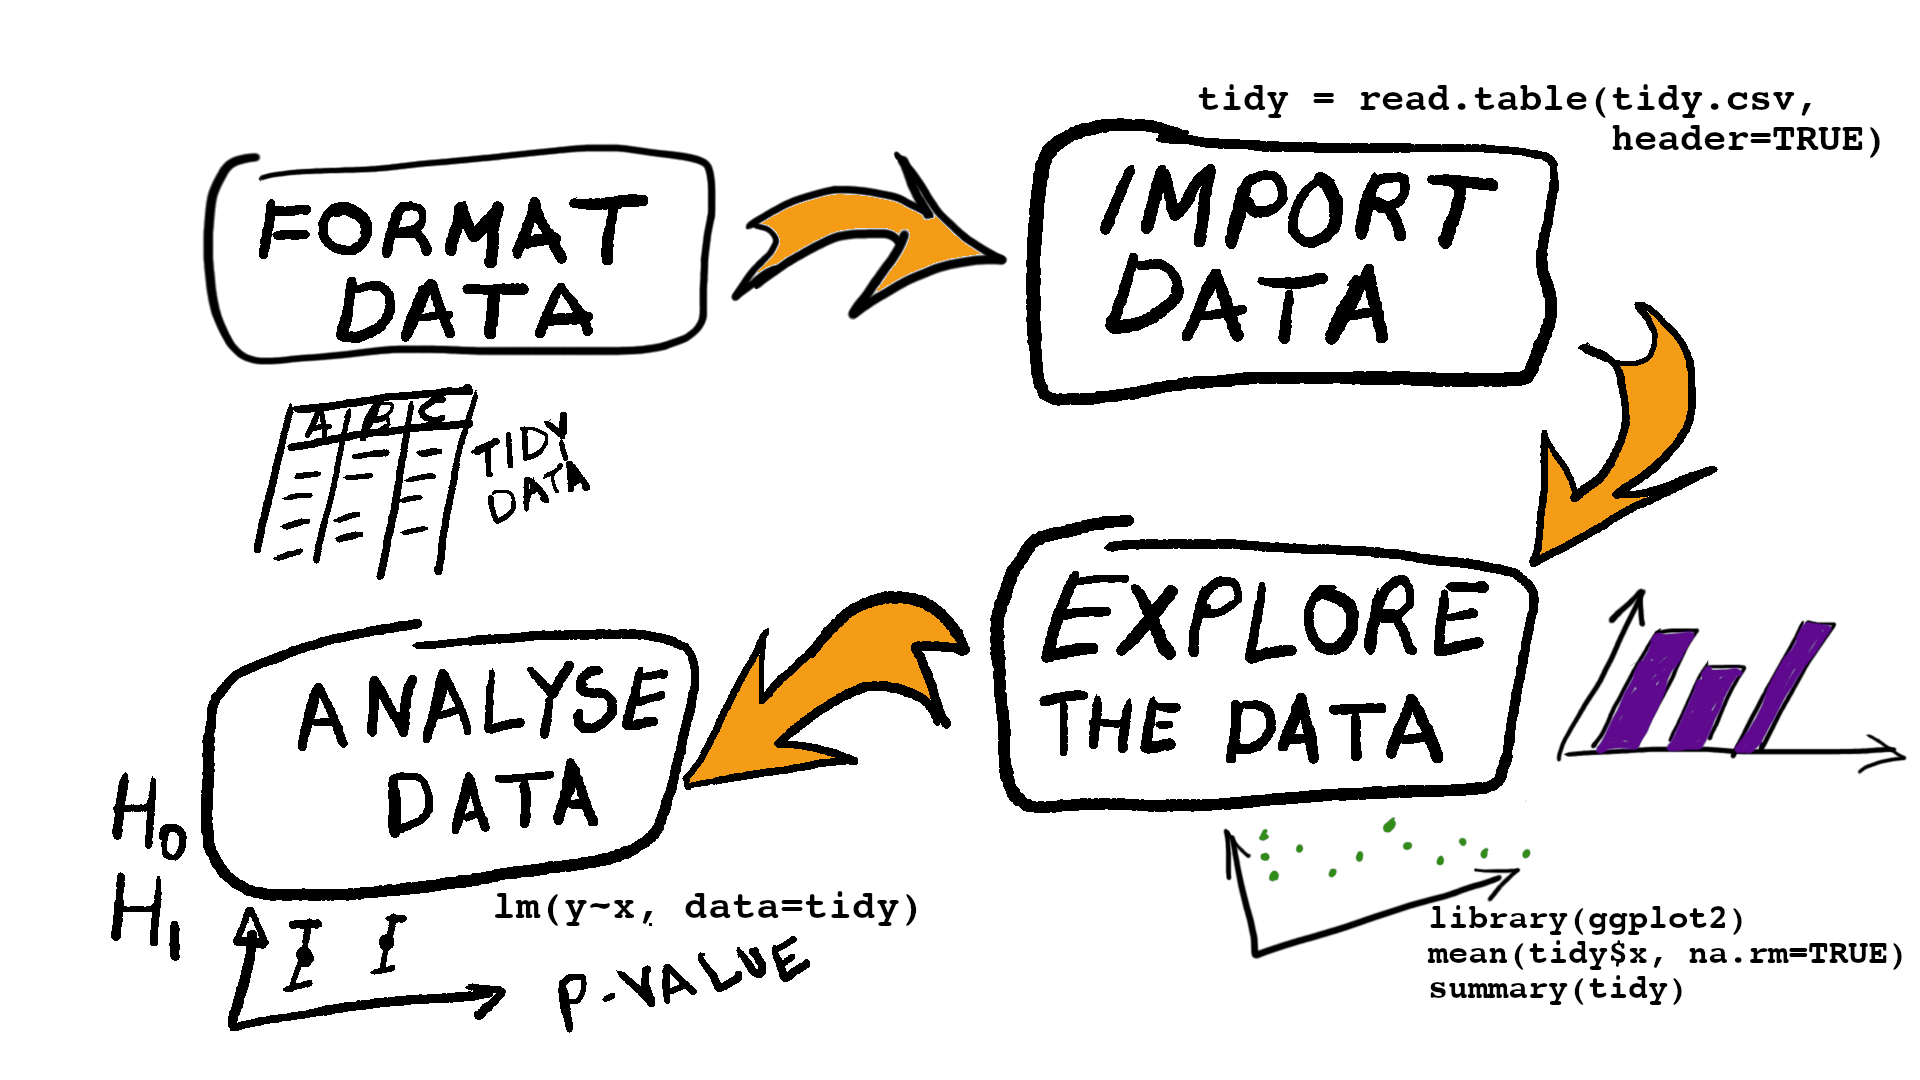 tidy = read.table(tidy.csv,
header=TRUE)
FORMAT
DATA
IMPORT
DATA
A B C
TIDY
DATA
EXPLORE
THE DATA
ANALYSE
DATA
H0
H1
lm(y~x, data=tidy)
P-VALUE
library(ggplot2)
mean(tidy$x, na.rm=TRUE)
summary(tidy)